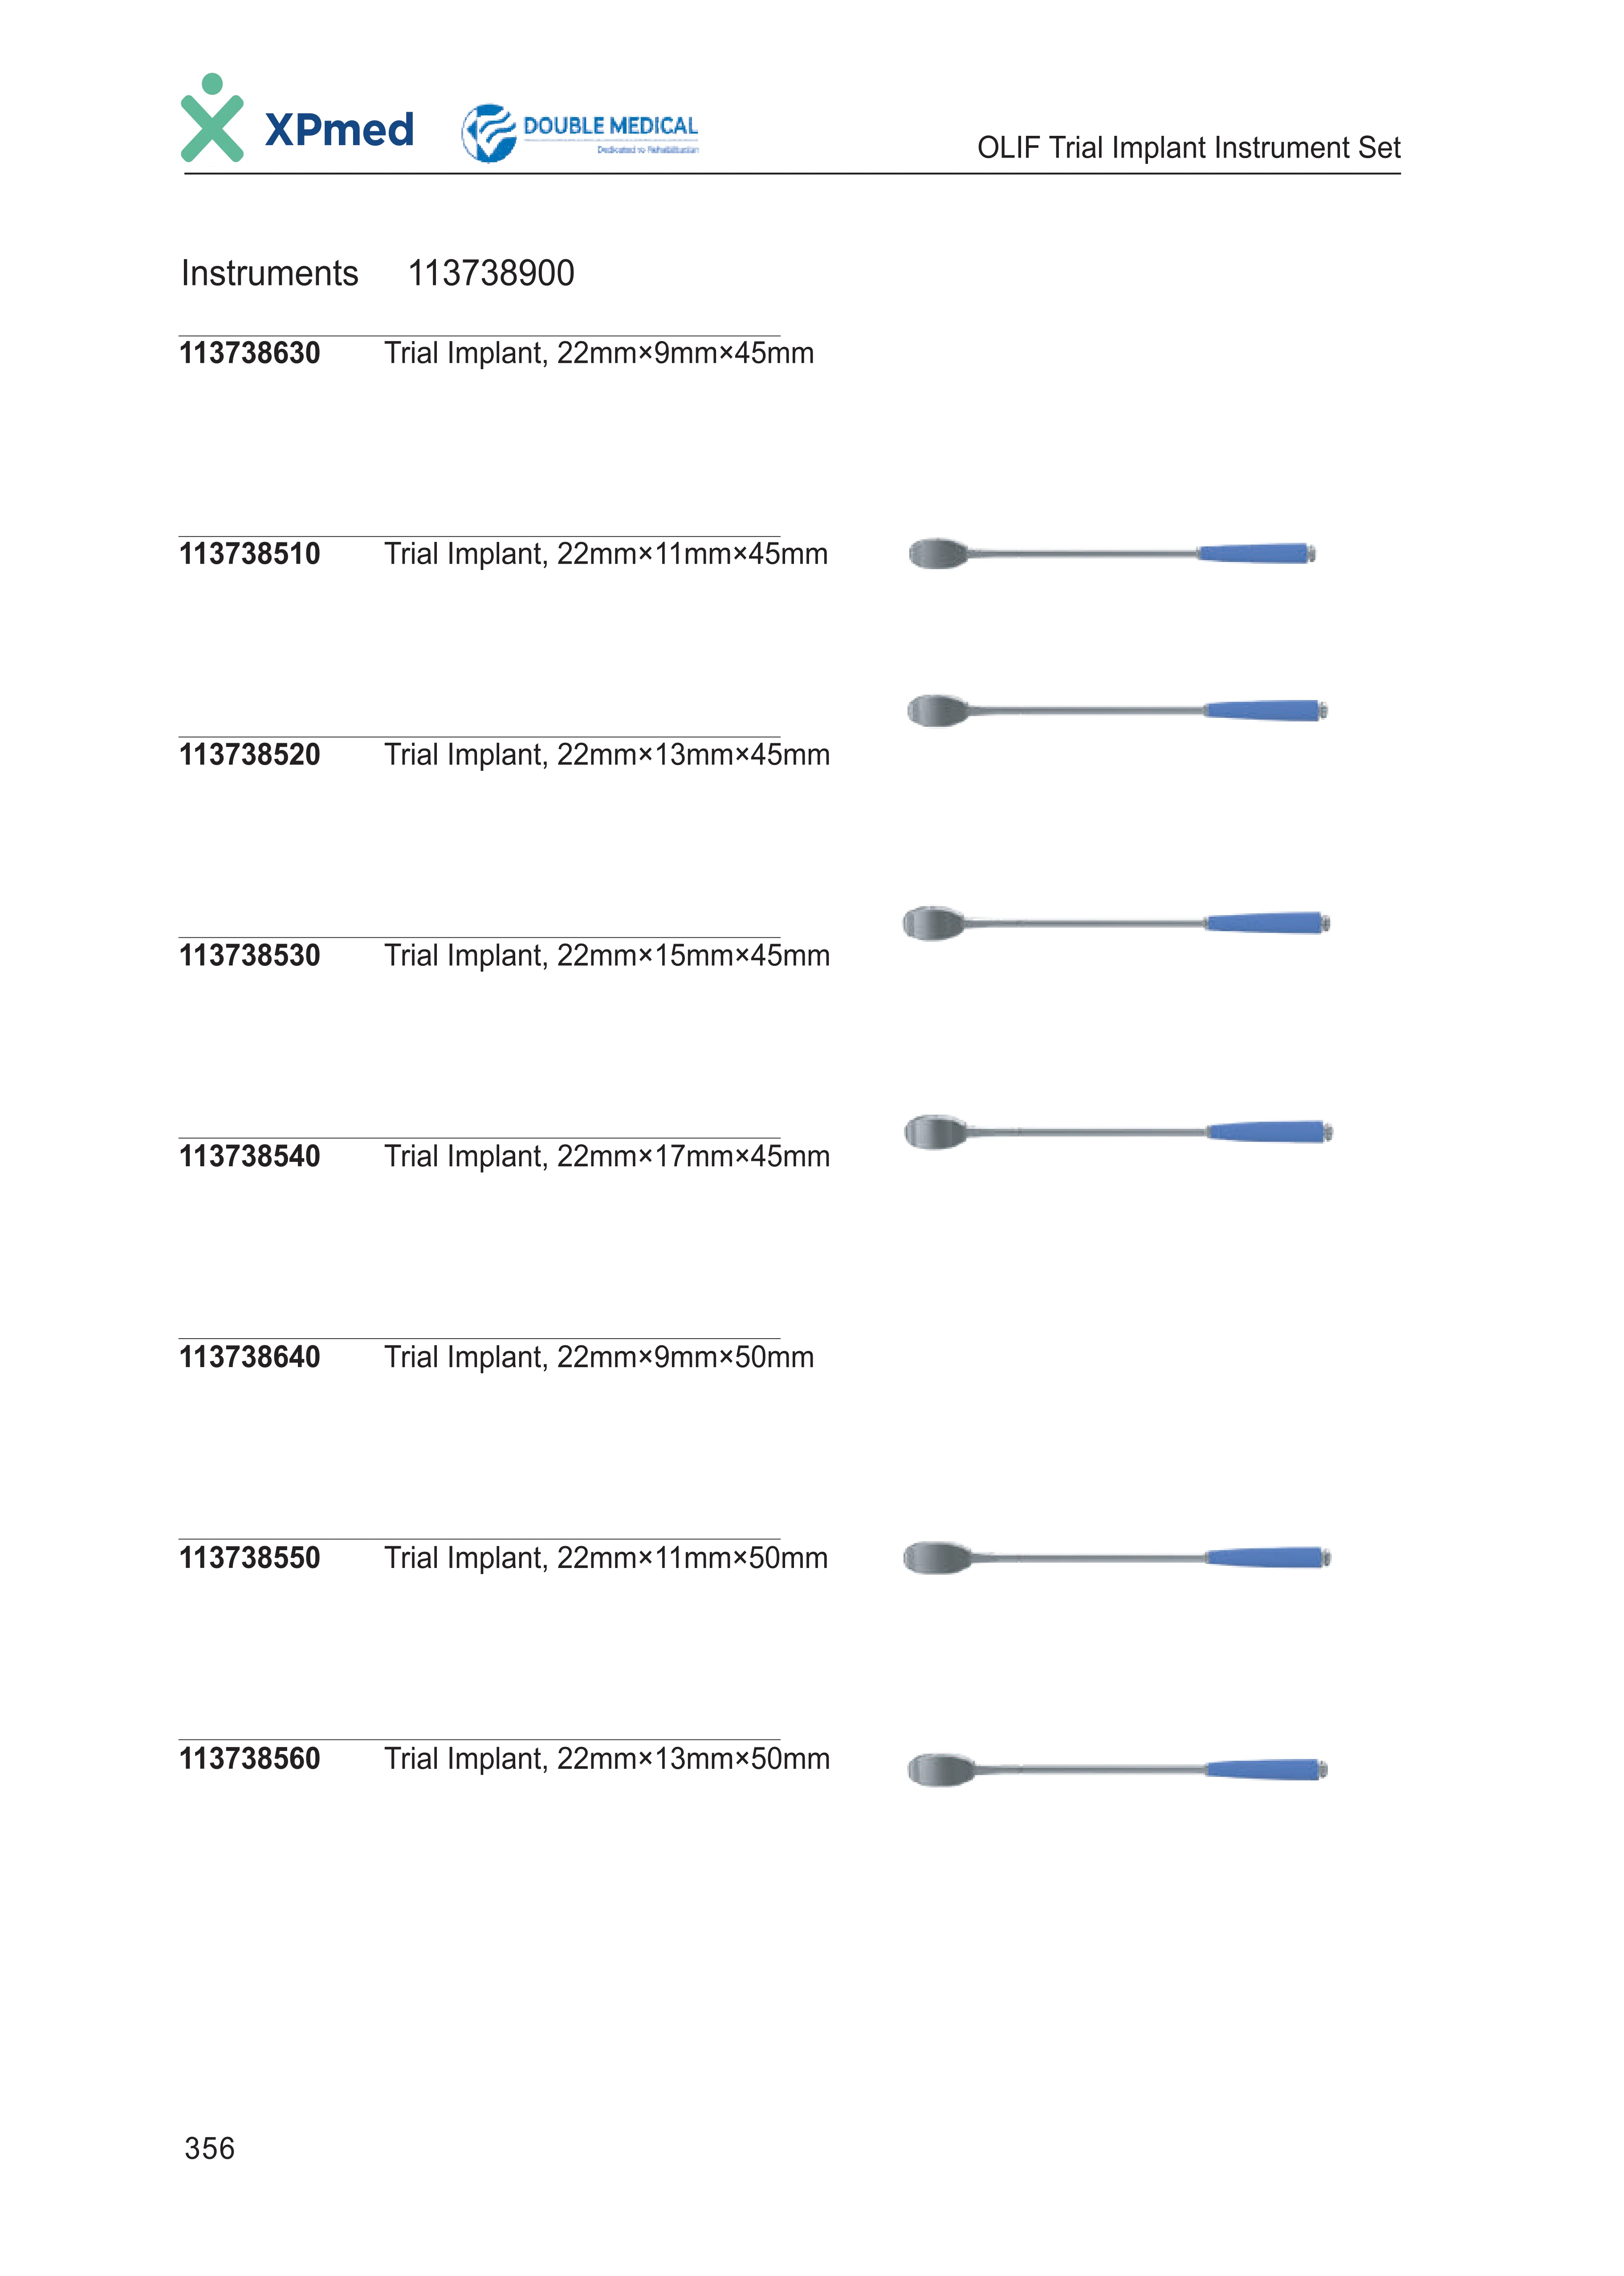 XPmed
DOUBLE MEDICAL
Dedicated to Rehabilitation
OLIF Trial Implant Instrument Set
Instruments 113738900
113738630 Trial Implant, 22mm×9mm×45mm
113738510 Trial Implant, 22mm×11mm×45mm
113738520 Trial Implant, 22mm×13mm×45mm
113738530 Trial Implant, 22mm×15mm×45mm
113738540 Trial Implant, 22mm×17mm×45mm
113738640 Trial Implant, 22mm×9mm×50mm
113738550 Trial Implant, 22mm×11mm×50mm
113738560 Trial Implant, 22mm×13mm×50mm
356